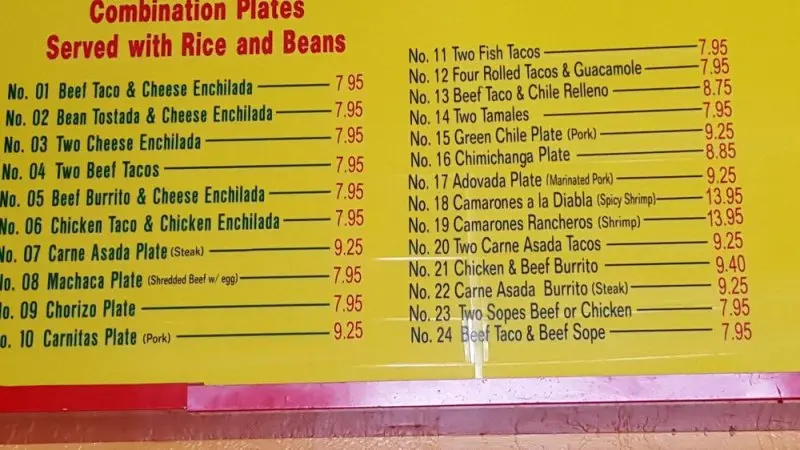 Combination Plates
Served with Rice and Beans
No. 01 Beef Taco & Cheese Enchilada 7 95
No. 02 Bean Tostada & Cheese Enchilada 7.95
No. 03 Two Cheese Enchilada 7.95
No. 04 Two Beef Tacos 7.95
No. 05 Beef Burrito & Cheese Enchilada 7.95
No. 06 Chicken Taco & Chicken Enchilada 7.95
No. 07 Carne Asada Plate (Steak) 9.25
No. 08 Machaca Plate (Shredded Beef w/ egg) 7.95
No. 09 Chorizo Plate 7.95
o. 10 Carnitas Plate (Pork) 9.25
No. 11 Two Fish Tacos 7.95
No. 12 Four Rolled Tacos & Guacamole 7.95
No. 13 Beef Taco & Chile Relleno 8.75
No. 14 Two Tamales 7.95
No. 15 Green Chile Plate (Pork) 9.25
No. 16 Chimichanga Plate 8.85
No. 17 Adovada Plate (Marinated Pork) 9.25
No. 18 Camarones a la Diabla (Spicy Shrimp) 13.95
No. 19 Camarones Rancheros (Shrimp) 13.95
No. 20 Two Carne Asada Tacos 9.25
No. 21 Chicken & Beef Burrito 9.40
No. 22 Carne Asada Burrito (Steak) 9.25
No. 23 Two Sopes Beef or Chicken 7.95
No. 24 Beef Taco & Beef Sope 7.95